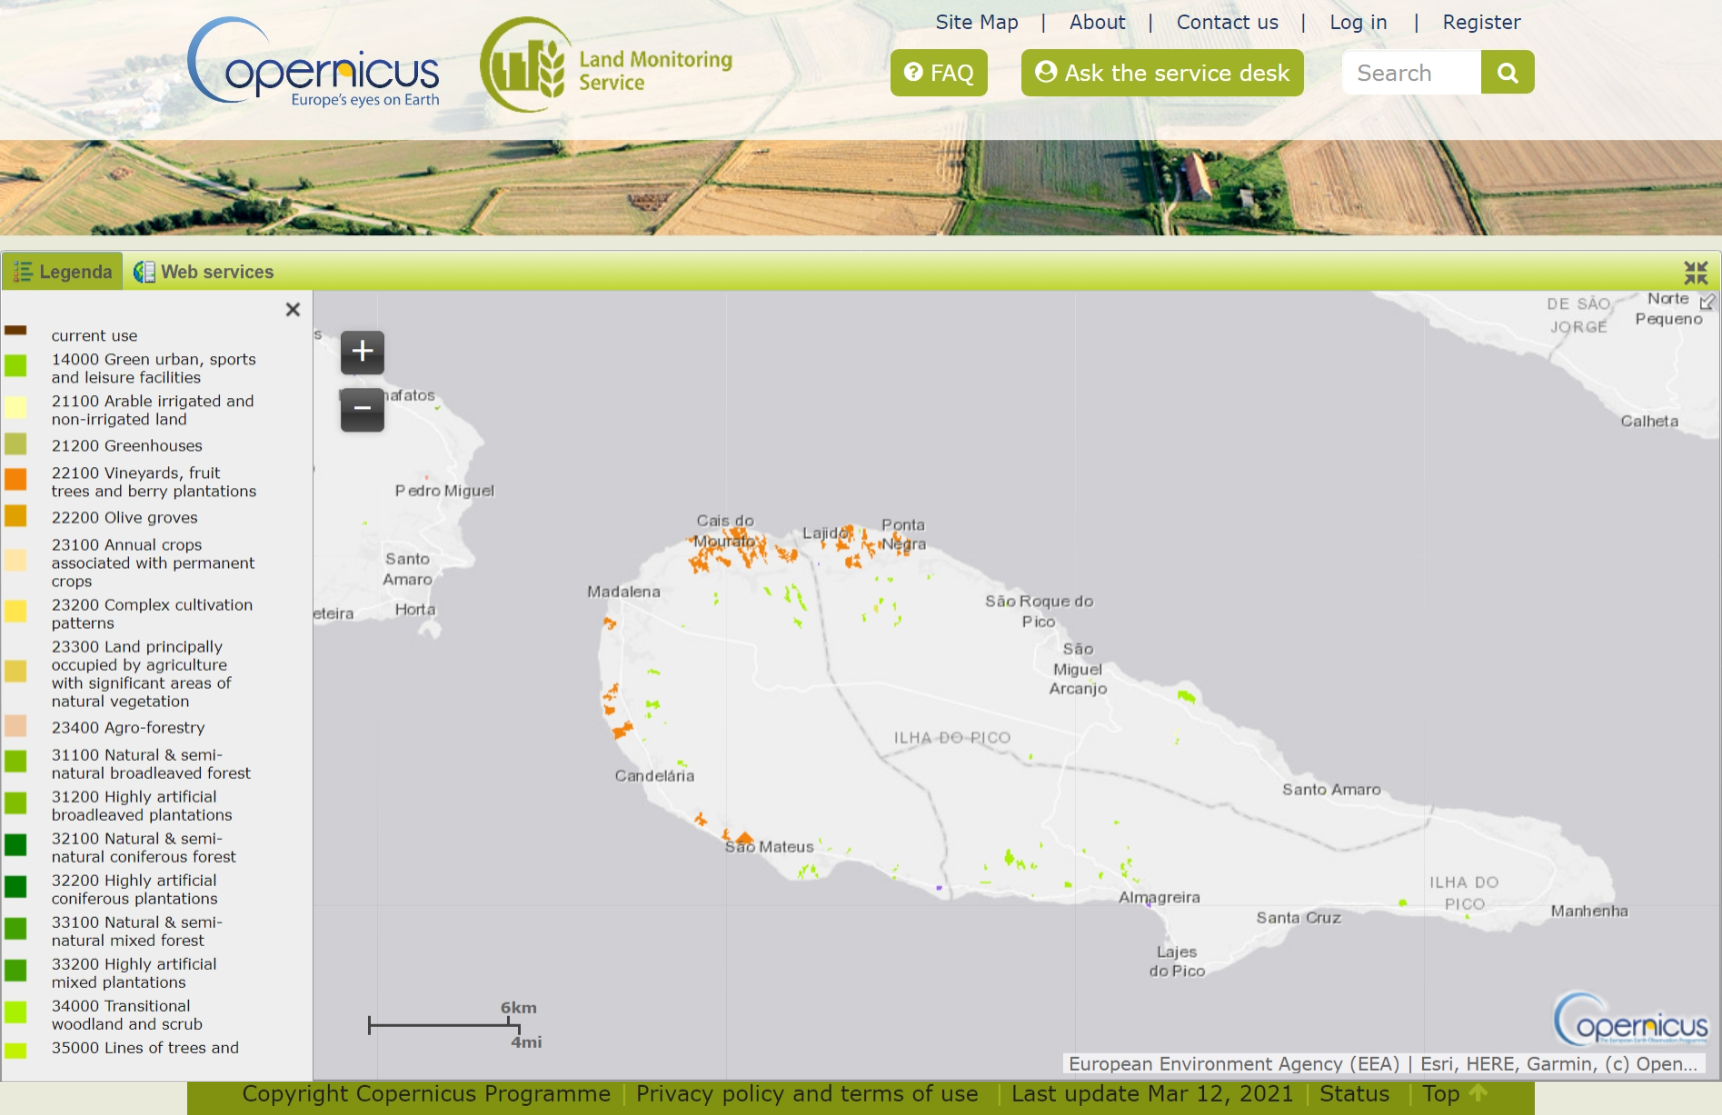 Site Map | About | Contact us | Log in | Register
opernicus
Europe's eyes on Earth
Land Monitoring
Service
FAQ
Ask the service desk
Search
Legenda
Web services
current use
14000 Green urban, sports
and leisure facilities
21100 Arable irrigated and
non-irrigated land
21200 Greenhouses
22100 Vineyards, fruit
trees and berry plantations
22200 Olive groves
23100 Annual crops
associated with permanent
crops
23200 Complex cultivation
patterns
23300 Land principally
occupied by agriculture
with significant areas of
natural vegetation
23400 Agro-forestry
31100 Natural & semi-
natural broadleaved forest
31200 Highly artificial
broadleaved plantations
32100 Natural & semi-
natural coniferous forest
32200 Highly artificial
coniferous plantations
33100 Natural & semi-
natural mixed forest
33200 Highly artificial
mixed plantations
34000 Transitional
woodland and scrub
35000 Lines of trees and
+
−
s
afatos
Pedro Miguel
Santo
Amaro
eteira
Horta
DE SÃO
JORGE
Norte
Pequeno
Calheta
Cais do
Mourato
Lajido
Ponta
Negra
Madalena
São Roque do
Pico
São
Miguel
Arcanjo
ILHA DO PICO
Candelária
Santo Amaro
São Mateus
Almagreira
ILHA DO
PICO
Santa Cruz
Manhenha
Lajes
do Pico
6km
4mi
opernicus
European Environment Agency (EEA) | Esri, HERE, Garmin, (c) Open...
Copyright Copernicus Programme | Privacy policy and terms of use | Last update Mar 12, 2021 | Status | Top